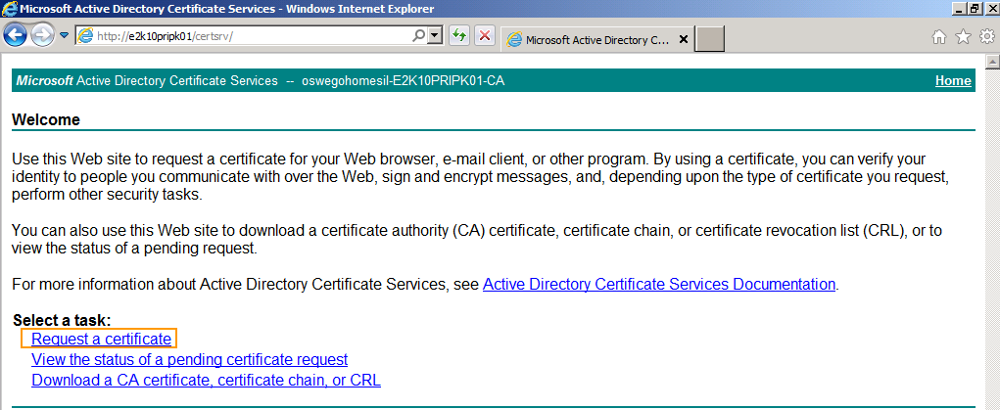 Microsoft Active Directory Certificate Services - Windows Internet Explorer
http://e2k10pripk01/certsrv/
Microsoft Active Directory C...
Microsoft Active Directory Certificate Services -- oswegohomesil-E2K10PRIPK01-CA
Home
Welcome
Use this Web site to request a certificate for your Web browser, e-mail client, or other program. By using a certificate, you can verify your
identity to people you communicate with over the Web, sign and encrypt messages, and, depending upon the type of certificate you request,
perform other security tasks.
You can also use this Web site to download a certificate authority (CA) certificate, certificate chain, or certificate revocation list (CRL), or to
view the status of a pending request.
For more information about Active Directory Certificate Services, see Active Directory Certificate Services Documentation.
Select a task:
Request a certificate
View the status of a pending certificate request
Download a CA certificate, certificate chain, or CRL